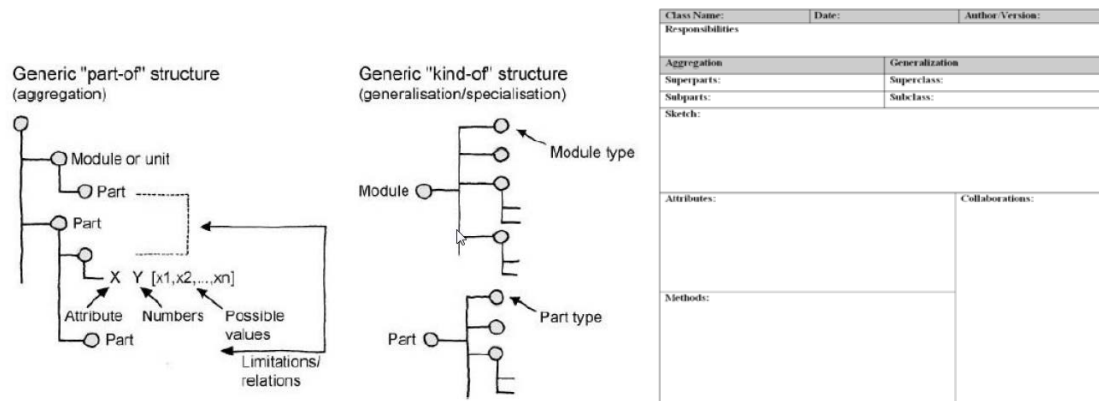 Generic "part-of" structure
(aggregation)
Module or unit
Part
Part
X Y [x1,x2,...,xn]
Attribute Numbers Possible
values
Part
Limitations/
relations
Generic "kind-of" structure
(generalisation/specialisation)
Module type
Module
Part type
Part
Class Name: Date: Author/Version:
Responsibilities
Aggregation Generalization
Superparts: Superclass:
Subparts: Subclass:
Sketch:
Attributes: Collaborations:
Methods: